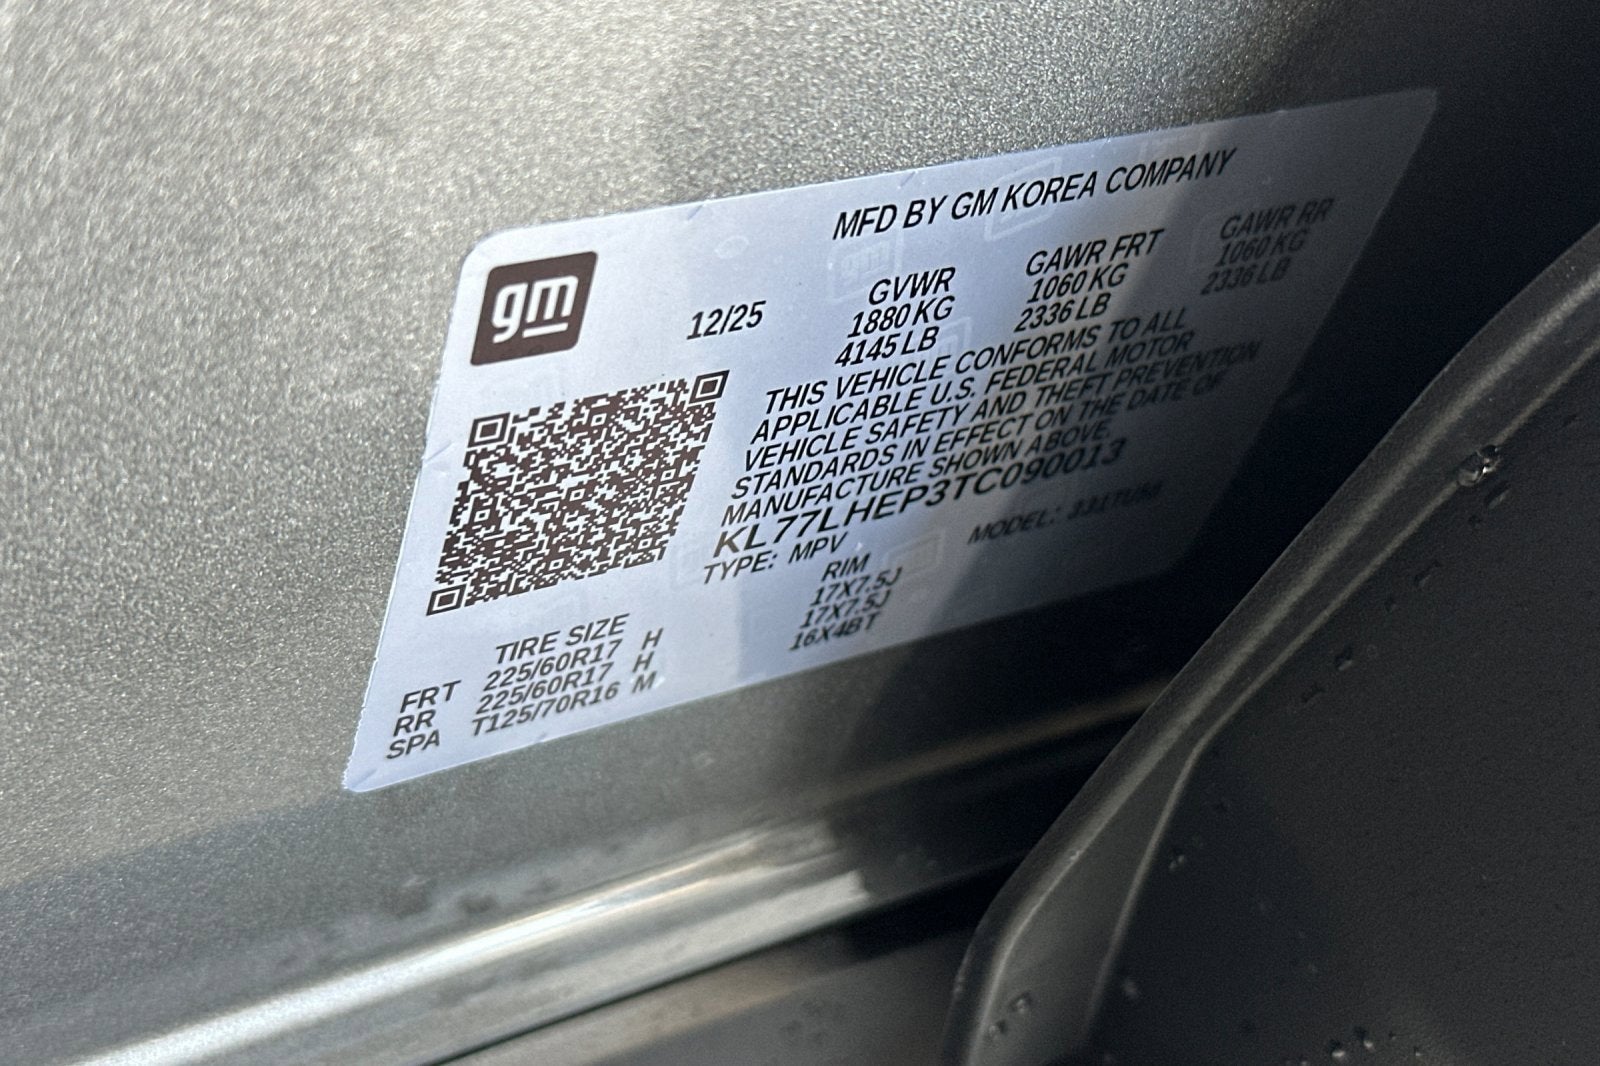 MFD BY GM KOREA COMPANY
gm
12/25
GVWR
1880 KG
4145 LB
GAWR FRT
1060 KG
2336 LB
GAWR RR
1060 KG
2336 LB
THIS VEHICLE CONFORMS TO ALL
APPLICABLE U.S. FEDERAL MOTOR
VEHICLE SAFETY AND THEFT PREVENTION
STANDARDS IN EFFECT ON THE DATE OF
MANUFACTURE SHOWN ABOVE.
KL77LHEP3TC090013
TYPE: MPV
MODEL:
TIRE SIZE
RIM
FRT 225/60R17 H 17X7.5J
RR 225/60R17 H 17X7.5J
SPA T125/70R16 M 16X4BT